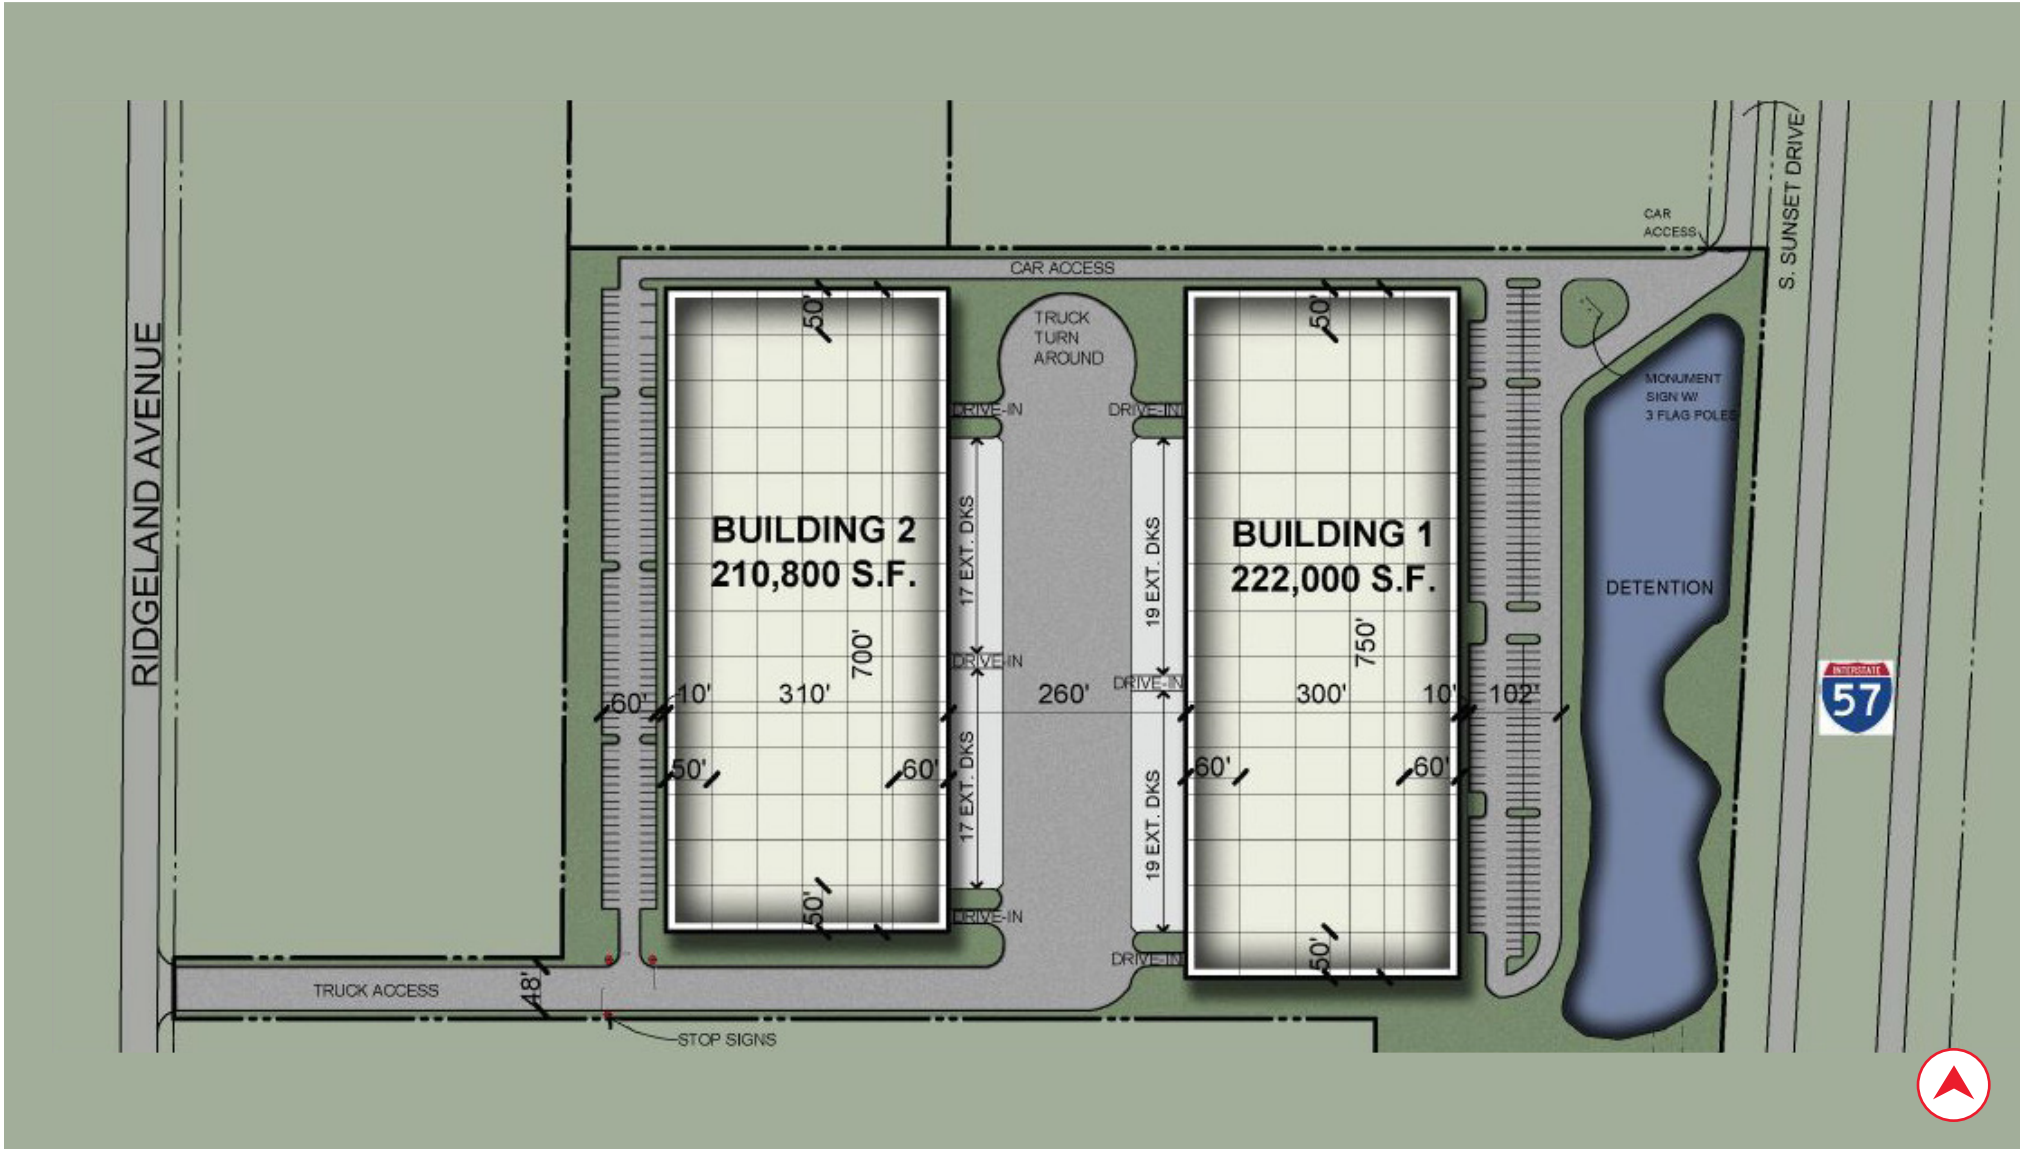 S. SUNSET DRIVE
CAR
ACCESS
CAR ACCESS
50'
50'
TRUCK
TURN
AROUND
RIDGELAND AVENUE
MONUMENT
SIGN W/
3 FLAG POLES
DRIVE-IN
DRIVE-IN
BUILDING 2
210,800 S.F.
17 EXT. DKS
19 EXT. DKS
BUILDING 1
222,000 S.F.
DETENTION
700'
750'
DRIVE-IN
DRIVE-IN
60'
10'
310'
260'
300'
10'
102'
INTERSTATE
57
50'
60'
60'
60'
17 EXT. DKS
19 EXT. DKS
50'
50'
DRIVE-IN
DRIVE-IN
TRUCK ACCESS
48'
STOP SIGNS